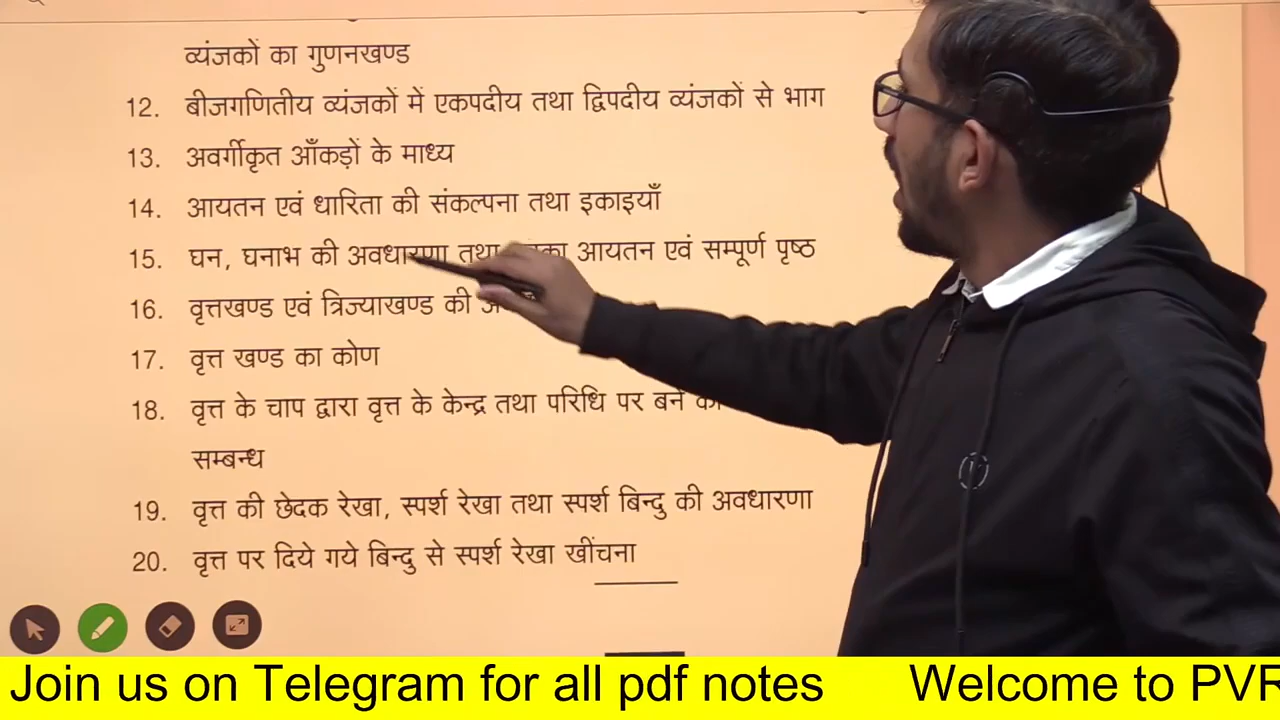 व्यंजकों का गुणनखण्ड
12. बीजगणितीय व्यंजकों में एकपदीय तथा द्विपदीय व्यंजकों से भाग
13. अवर्गीकृत आँकड़ों के माध्य
14. आयतन एवं धारिता की संकल्पना तथा इकाइयाँ
15. घन, घनाभ की अवधारणा तथा आयतन एवं सम्पूर्ण पृष्ठ
16. वृत्तखण्ड एवं त्रिज्याखण्ड की
17. वृत्त खण्ड का कोण
18. वृत्त के चाप द्वारा वृत्त के केन्द्र तथा परिधि पर बने
सम्बन्ध
19. वृत्त की छेदक रेखा, स्पर्श रेखा तथा स्पर्श बिन्दु की अवधारणा
20. वृत्त पर दिये गये बिन्दु से स्पर्श रेखा खींचना
Join us on Telegram for all pdf notes Welcome to PVR